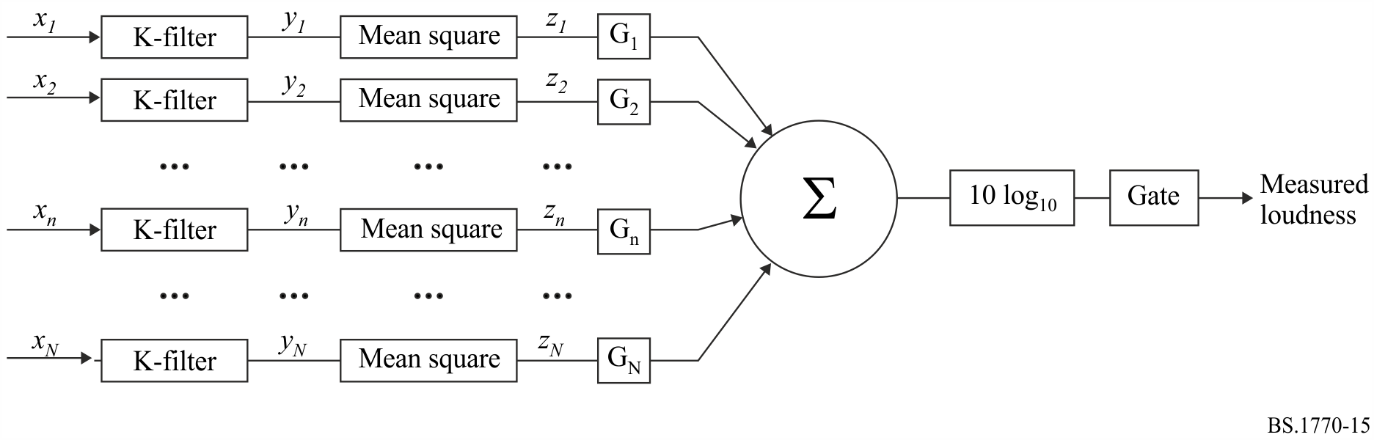 x1 K-filter y1 Mean square z1 G1
x2 K-filter y2 Mean square z2 G2
... ... ... ...
xn K-filter yn Mean square zn Gn
... ... ... ...
xN K-filter yN Mean square zN GN
Σ
10 log10
Gate
Measured
loudness
BS.1770-15